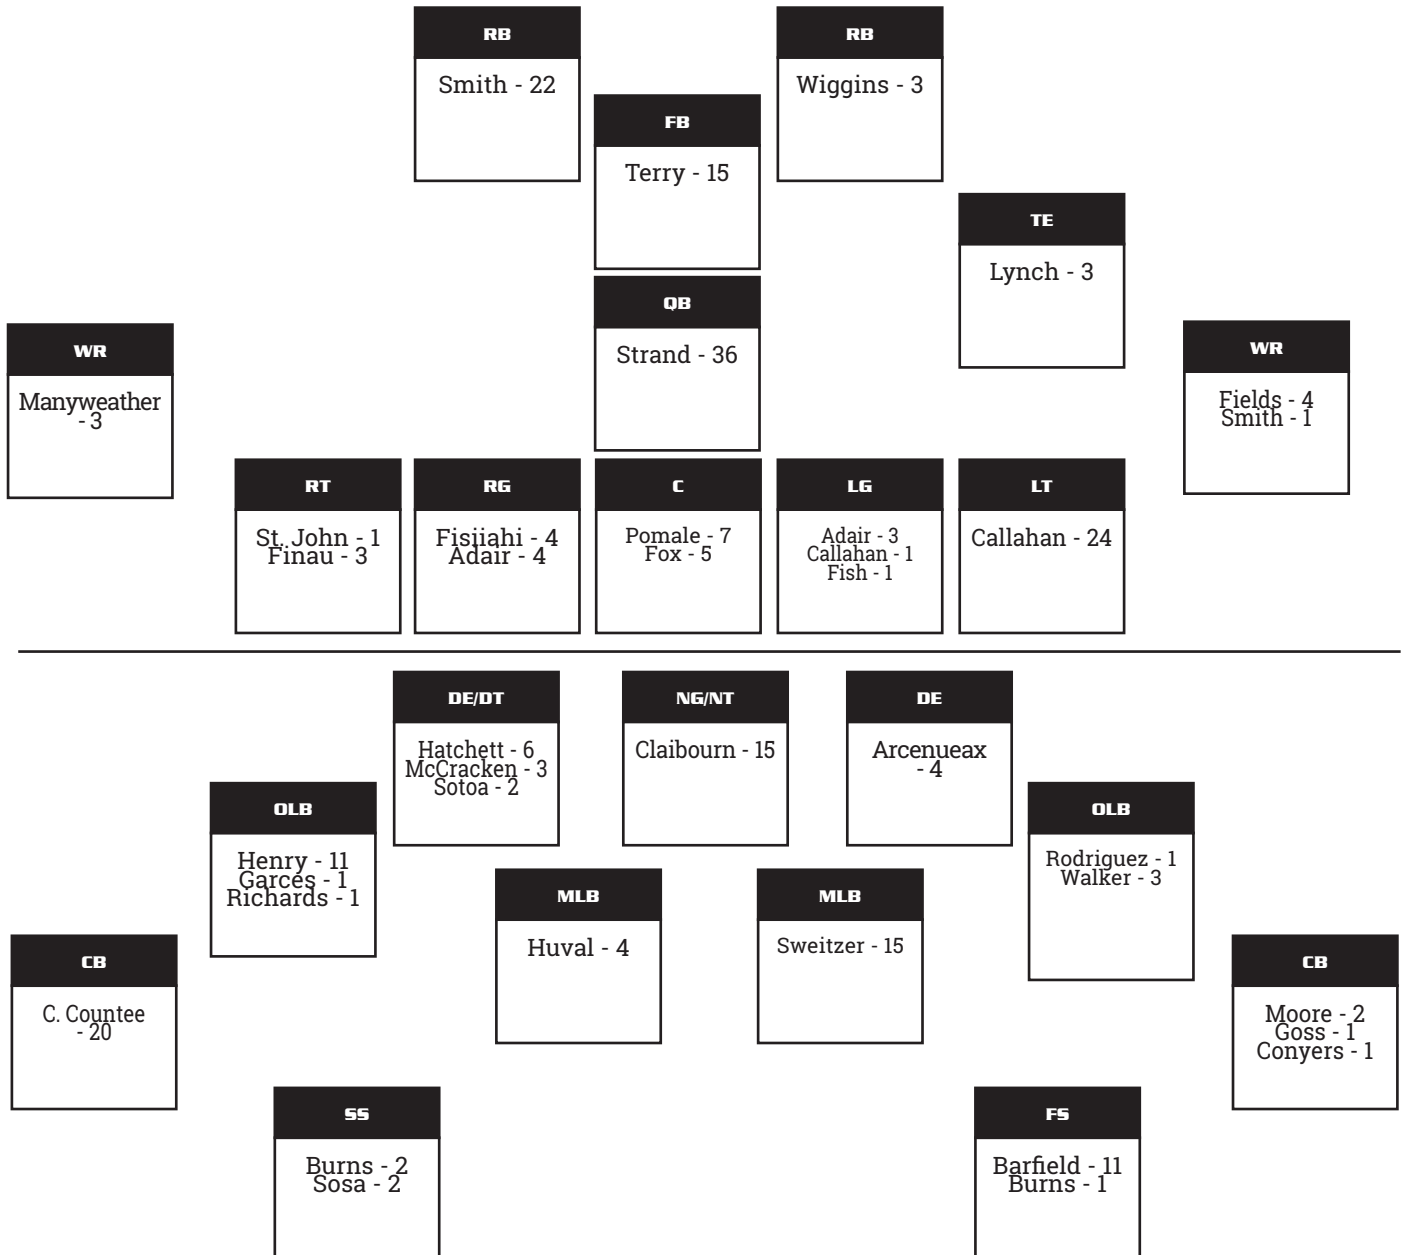 RB
Smith - 22
RB
Wiggins - 3
FB
Terry - 15
TE
Lynch - 3
QB
Strand - 36
WR
Manyweather
- 3
WR
Fields - 4
Smith - 1
RT
St. John - 1
Finau - 3
RG
Fisiiahi - 4
Adair - 4
C
Pomale - 7
Fox - 5
LG
Adair - 3
Callahan - 1
Fish - 1
LT
Callahan - 24
DE/DT
Hatchett - 6
McCracken - 3
Sotoa - 2
NG/NT
Claibourn - 15
DE
Arcenueax
- 4
OLB
Henry - 11
Garces - 1
Richards - 1
OLB
Rodriguez - 1
Walker - 3
MLB
Huval - 4
MLB
Sweitzer - 15
CB
C. Countee
- 20
CB
Moore - 2
Goss - 1
Conyers - 1
SS
Burns - 2
Sosa - 2
FS
Barfield - 11
Burns - 1